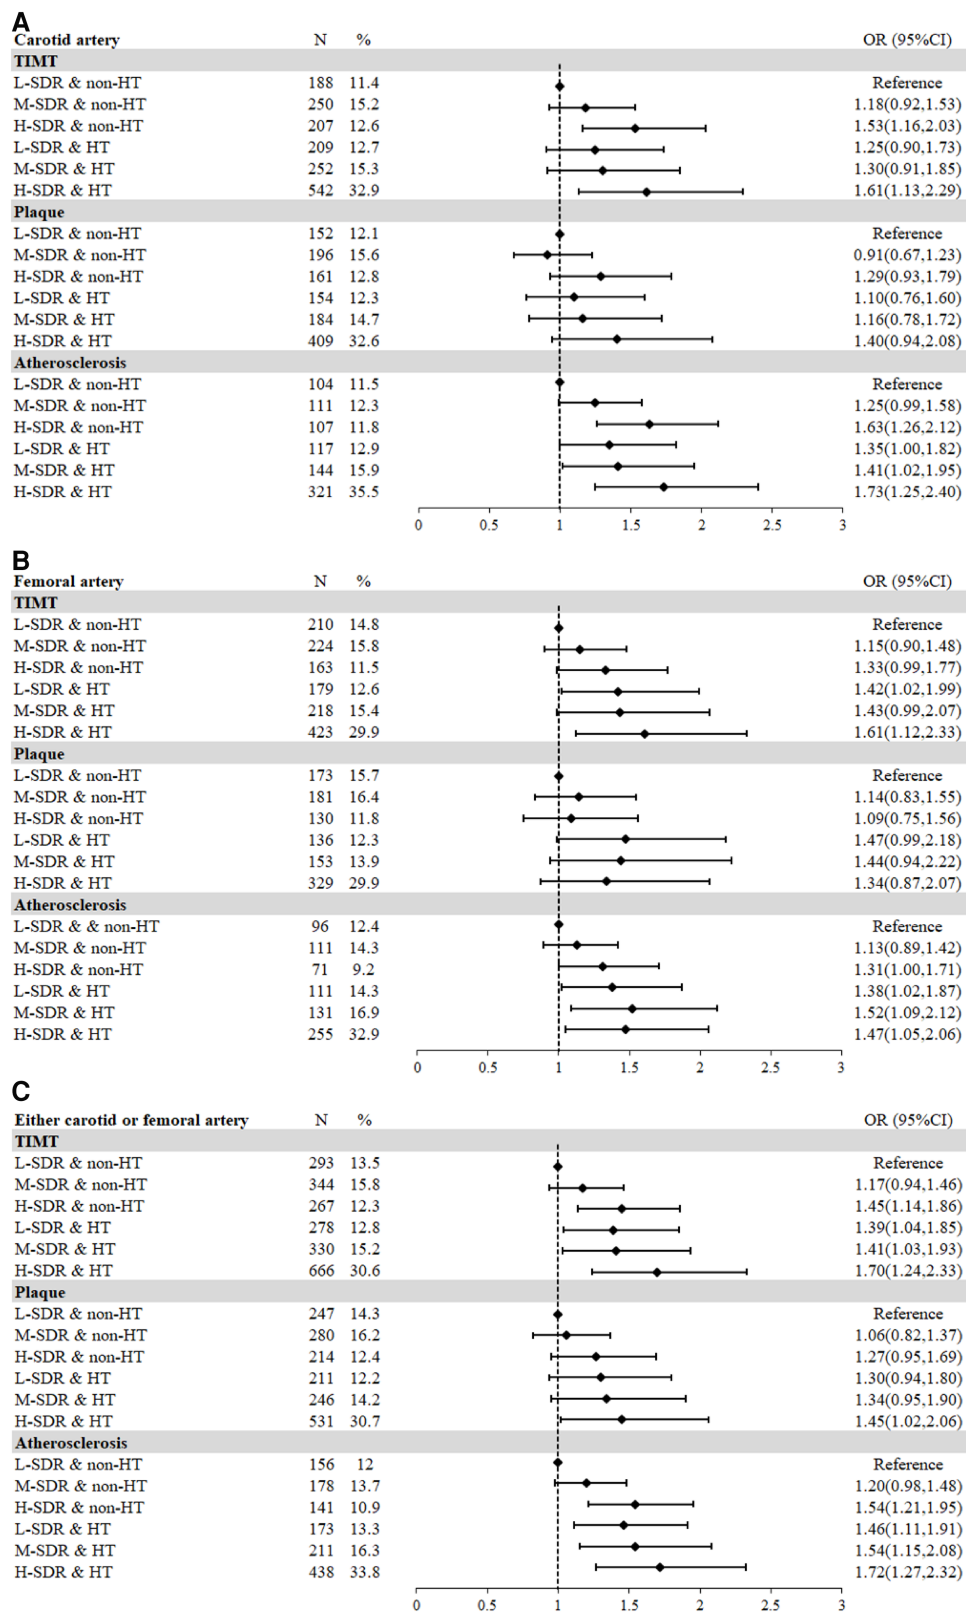 A
Carotid artery N % OR (95%CI)
TIMT
L-SDR & non-HT 188 11.4 Reference
M-SDR & non-HT 250 15.2 1.18(0.92,1.53)
H-SDR & non-HT 207 12.6 1.53(1.16,2.03)
L-SDR & HT 209 12.7 1.25(0.90,1.73)
M-SDR & HT 252 15.3 1.30(0.91,1.85)
H-SDR & HT 542 32.9 1.61(1.13,2.29)
Plaque
L-SDR & non-HT 152 12.1 Reference
M-SDR & non-HT 196 15.6 0.91(0.67,1.23)
H-SDR & non-HT 161 12.8 1.29(0.93,1.79)
L-SDR & HT 154 12.3 1.10(0.76,1.60)
M-SDR & HT 184 14.7 1.16(0.78,1.72)
H-SDR & HT 409 32.6 1.40(0.94,2.08)
Atherosclerosis
L-SDR & non-HT 104 11.5 Reference
M-SDR & non-HT 111 12.3 1.25(0.99,1.58)
H-SDR & non-HT 107 11.8 1.63(1.26,2.12)
L-SDR & HT 117 12.9 1.35(1.00,1.82)
M-SDR & HT 144 15.9 1.41(1.02,1.95)
H-SDR & HT 321 35.5 1.73(1.25,2.40)
0 0.5 1 1.5 2 2.5 3
B
Femoral artery N % OR (95%CI)
TIMT
L-SDR & non-HT 210 14.8 Reference
M-SDR & non-HT 224 15.8 1.15(0.90,1.48)
H-SDR & non-HT 163 11.5 1.33(0.99,1.77)
L-SDR & HT 179 12.6 1.42(1.02,1.99)
M-SDR & HT 218 15.4 1.43(0.99,2.07)
H-SDR & HT 423 29.9 1.61(1.12,2.33)
Plaque
L-SDR & non-HT 173 15.7 Reference
M-SDR & non-HT 181 16.4 1.14(0.83,1.55)
H-SDR & non-HT 130 11.8 1.09(0.75,1.56)
L-SDR & HT 136 12.3 1.47(0.99,2.18)
M-SDR & HT 153 13.9 1.44(0.94,2.22)
H-SDR & HT 329 29.9 1.34(0.87,2.07)
Atherosclerosis
L-SDR & & non-HT 96 12.4 Reference
M-SDR & non-HT 111 14.3 1.13(0.89,1.42)
H-SDR & non-HT 71 9.2 1.31(1.00,1.71)
L-SDR & HT 111 14.3 1.38(1.02,1.87)
M-SDR & HT 131 16.9 1.52(1.09,2.12)
H-SDR & HT 255 32.9 1.47(1.05,2.06)
0 0.5 1 1.5 2 2.5 3
C
Either carotid or femoral artery N % OR (95%CI)
TIMT
L-SDR & non-HT 293 13.5 Reference
M-SDR & non-HT 344 15.8 1.17(0.94,1.46)
H-SDR & non-HT 267 12.3 1.45(1.14,1.86)
L-SDR & HT 278 12.8 1.39(1.04,1.85)
M-SDR & HT 330 15.2 1.41(1.03,1.93)
H-SDR & HT 666 30.6 1.70(1.24,2.33)
Plaque
L-SDR & non-HT 247 14.3 Reference
M-SDR & non-HT 280 16.2 1.06(0.82,1.37)
H-SDR & non-HT 214 12.4 1.27(0.95,1.69)
L-SDR & HT 211 12.2 1.30(0.94,1.80)
M-SDR & HT 246 14.2 1.34(0.95,1.90)
H-SDR & HT 531 30.7 1.45(1.02,2.06)
Atherosclerosis
L-SDR & non-HT 156 12 Reference
M-SDR & non-HT 178 13.7 1.20(0.98,1.48)
H-SDR & non-HT 141 10.9 1.54(1.21,1.95)
L-SDR & HT 173 13.3 1.46(1.11,1.91)
M-SDR & HT 211 16.3 1.54(1.15,2.08)
H-SDR & HT 438 33.8 1.72(1.27,2.32)
0 0.5 1 1.5 2 2.5 3